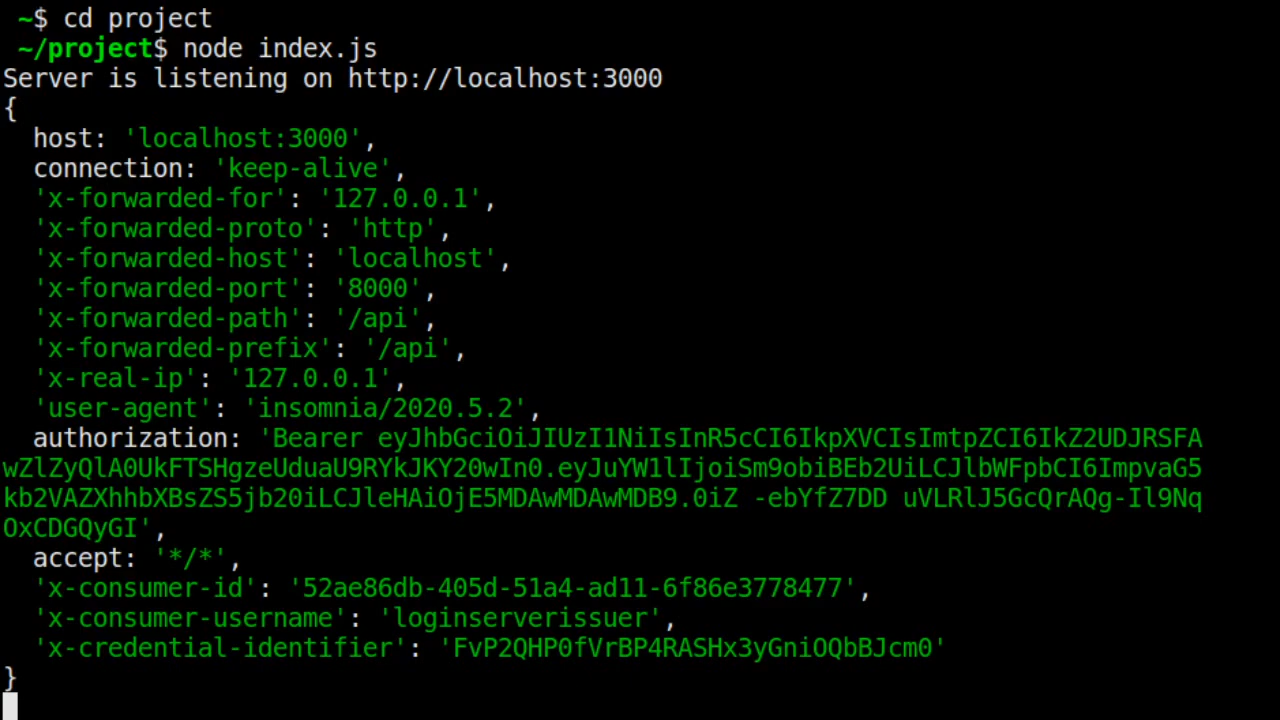 ~$ cd project
~/project$ node index.js
Server is listening on http://localhost:3000
{
  host: 'localhost:3000',
  connection: 'keep-alive',
  'x-forwarded-for': '127.0.0.1',
  'x-forwarded-proto': 'http',
  'x-forwarded-host': 'localhost',
  'x-forwarded-port': '8000',
  'x-forwarded-path': '/api',
  'x-forwarded-prefix': '/api',
  'x-real-ip': '127.0.0.1',
  'user-agent': 'insomnia/2020.5.2',
  authorization: 'Bearer eyJhbGciOiJIUzI1NiIsInR5cCI6IkpXVCIsImtpZCI6IkZ2UDJRSFA
wZlZyQlA0UkFTSHgzeUduaU9RYkJKY20wIn0.eyJuYW1lIjoiSm9obiBEb2UiLCJlbWFpbCI6ImpvaG5
kb2VAZXhhbXBsZS5jb20iLCJleHAiOjE5MDAwMDAwMDB9.0iZ -ebYfZ7DD uVLRlJ5GcQrAQg-Il9Nq
OxCDGQyGI',
  accept: '*/*',
  'x-consumer-id': '52ae86db-405d-51a4-ad11-6f86e3778477',
  'x-consumer-username': 'loginserverissuer',
  'x-credential-identifier': 'FvP2QHP0fVrBP4RASHx3yGniOQbBJcm0'
}